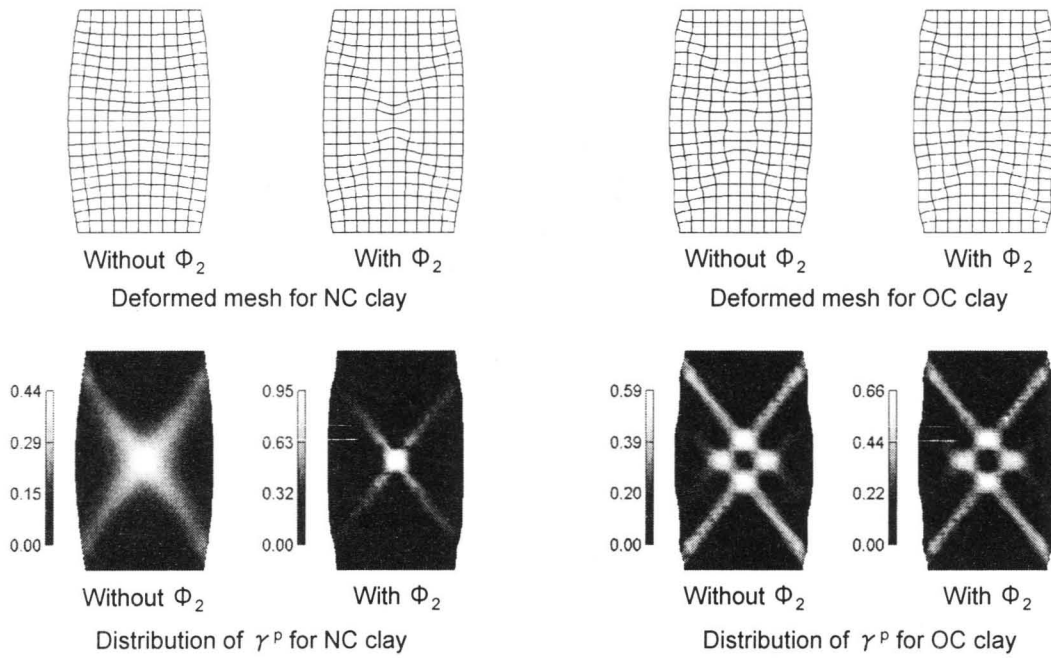 Without Φ2
With Φ2
Without Φ2
With Φ2
Deformed mesh for NC clay
Deformed mesh for OC clay
0.44
0.29
0.15
0.00
0.95
0.63
0.32
0.00
0.59
0.39
0.20
0.00
0.66
0.44
0.22
0.00
Without Φ2
With Φ2
Without Φ2
With Φ2
Distribution of γp for NC clay
Distribution of γp for OC clay